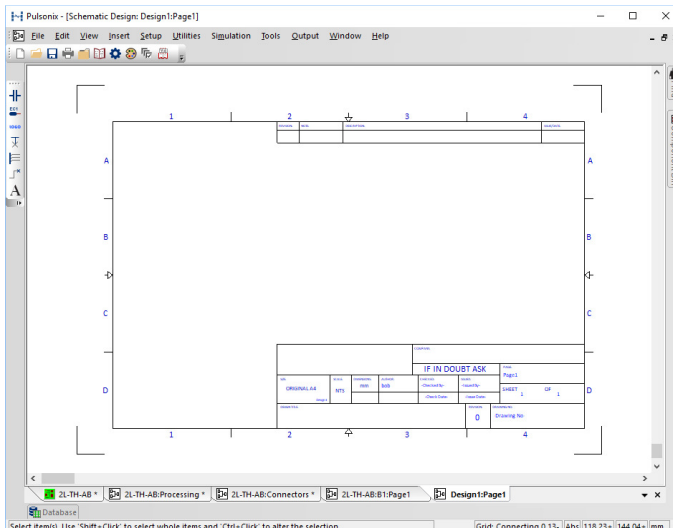 Pulsonix - [Schematic Design: Design1:Page1]
File Edit View Insert Setup Utilities Simulation Tools Output Window Help
1 2 3 4
A A
B B
C C
IF IN DOUBT ASK
Page1
ORIGINAL A4 NTS mm bob -Checked By- -Issued By-
D D
SHEET 1 OF 1
-Check Date- -Issue Date-
0 Drawing No
1 2 3 4
A
2L-TH-AB * 2L-TH-AB:Processing * 2L-TH-AB:Connectors * 2L-TH-AB:B1:Page1 Design1:Page1
Database
Select item(s). Use 'Shift+Click' to select whole items and 'Ctrl+Click' to alter the selection. Grid: Connecting 0.13- Abs 118.23+ 144.04+ mm